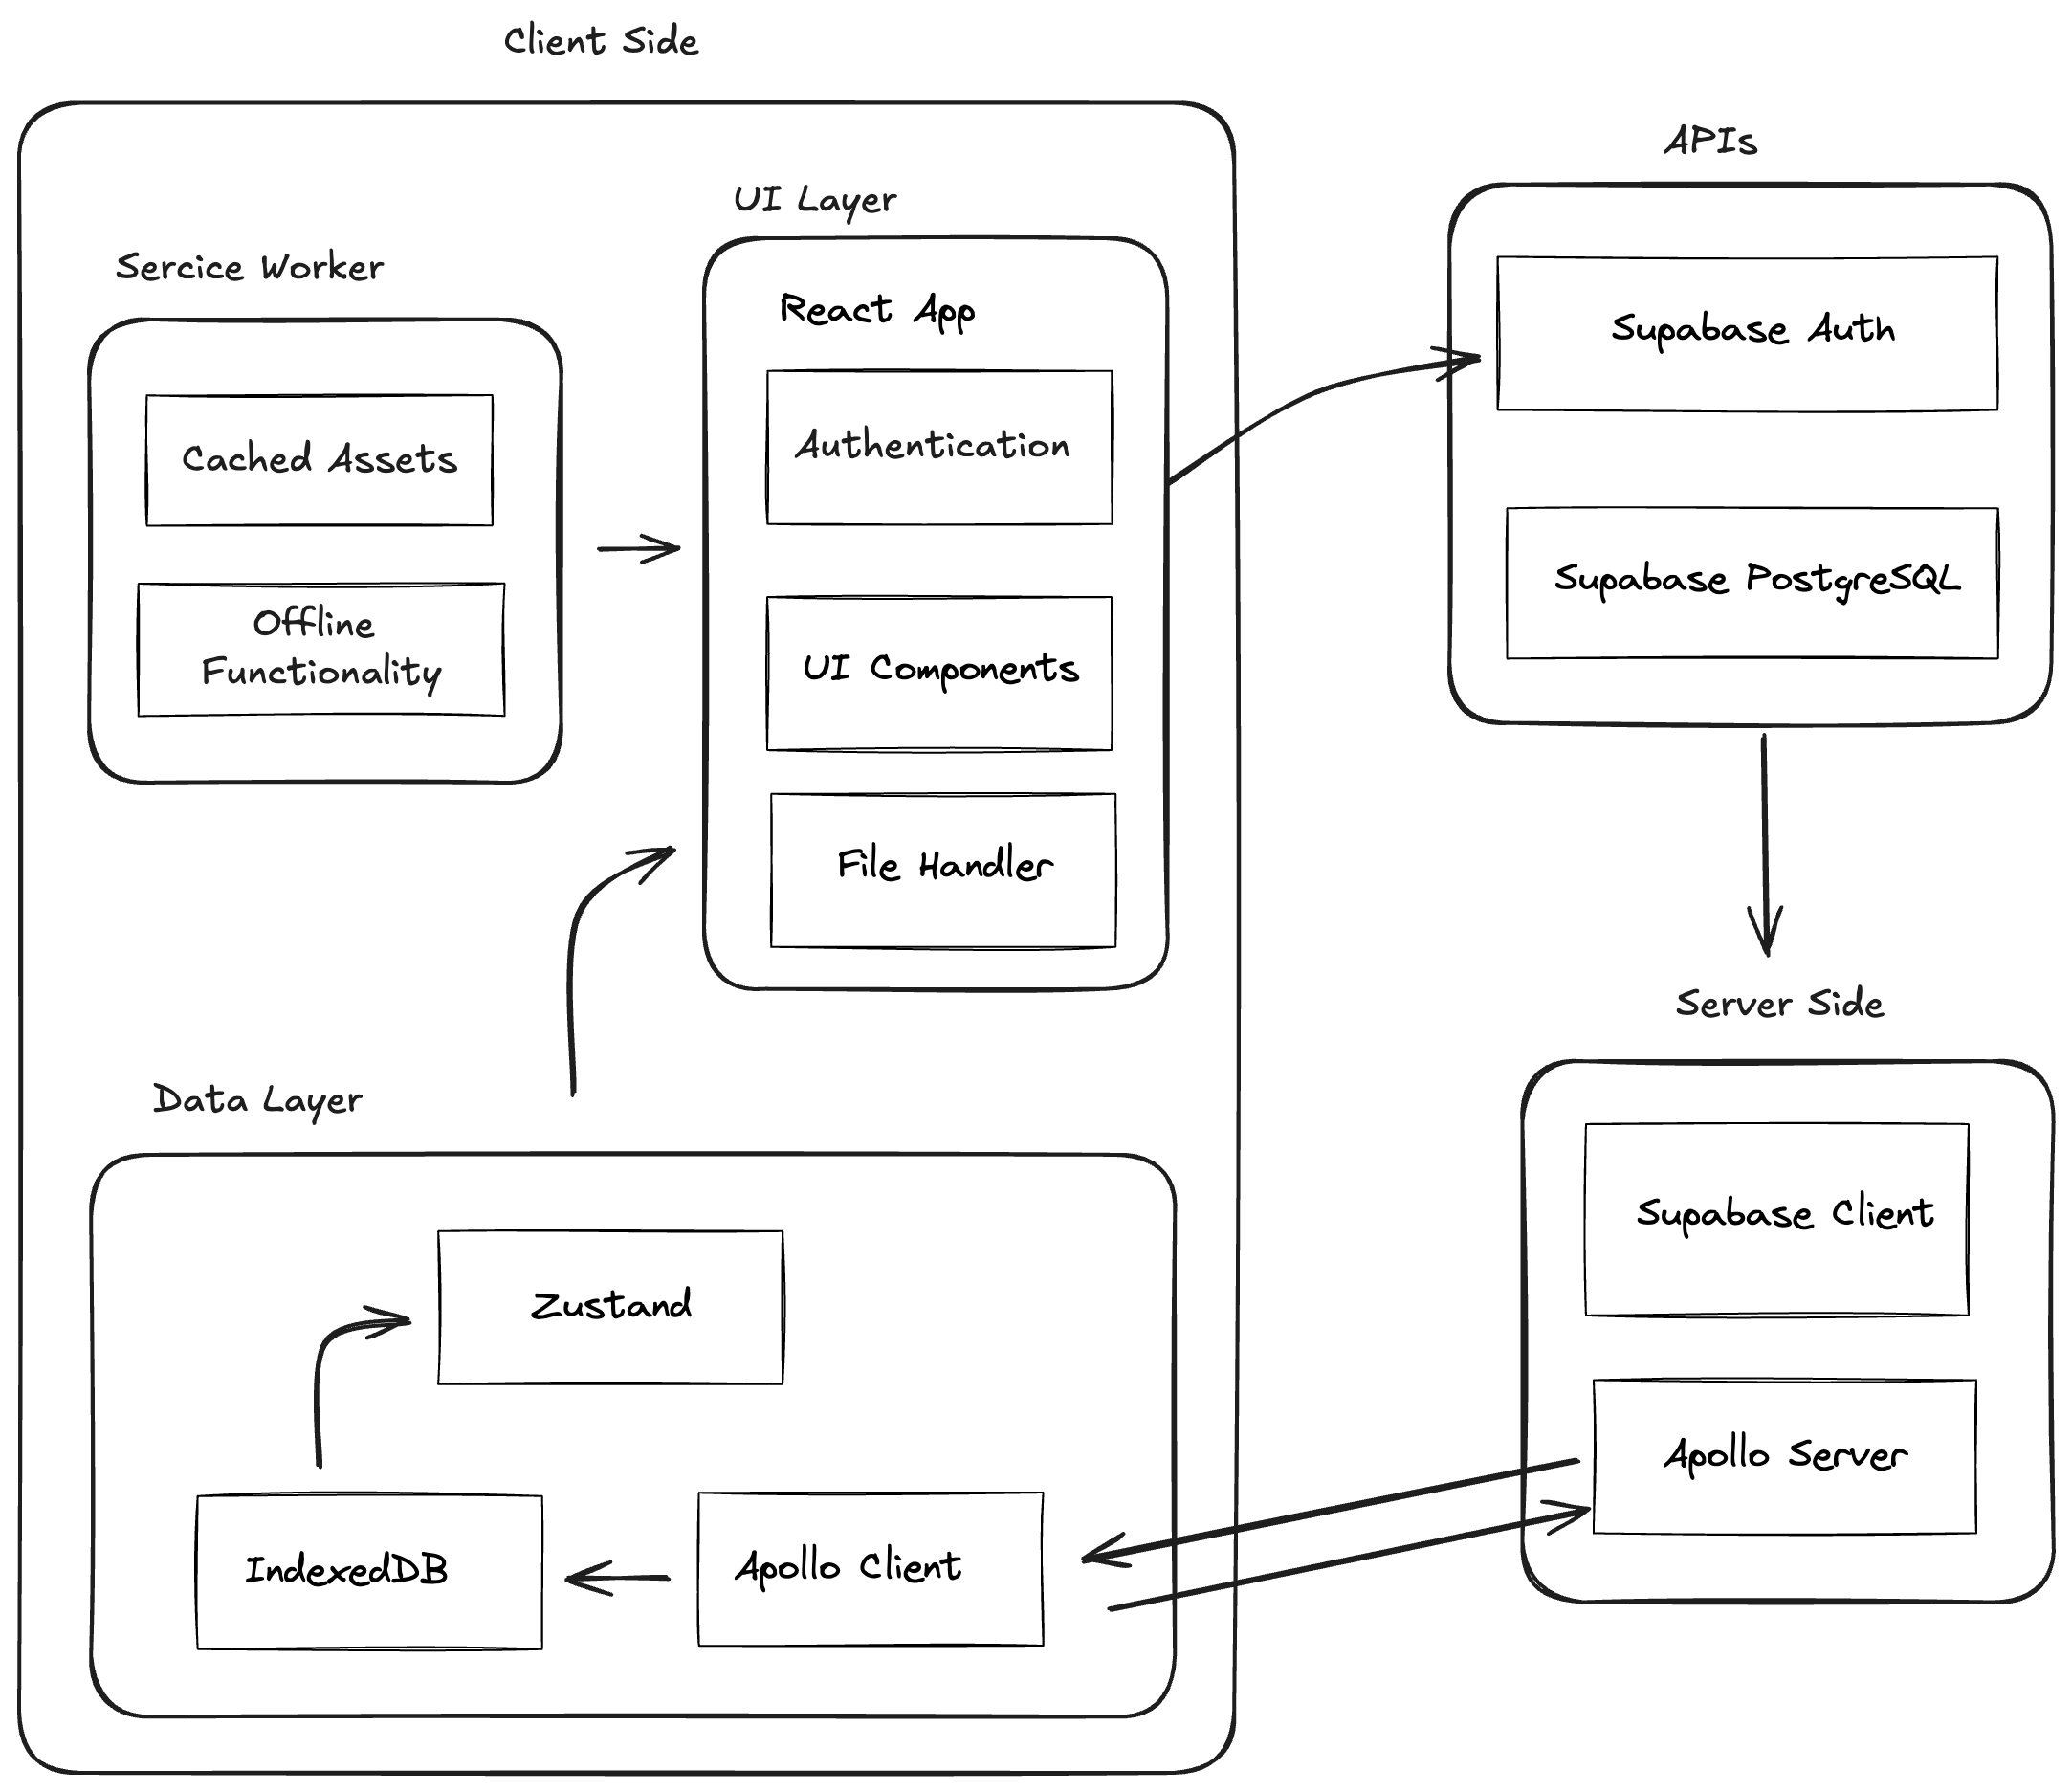 Client Side
Sercice Worker
Cached Assets
Offline
Functionality
UI Layer
React App
Authentication
UI Components
File Handler
Data Layer
Zustand
IndexedDB
Apollo Client
APIs
Supabase Auth
Supabase PostgreSQL
Server Side
Supabase Client
Apollo Server